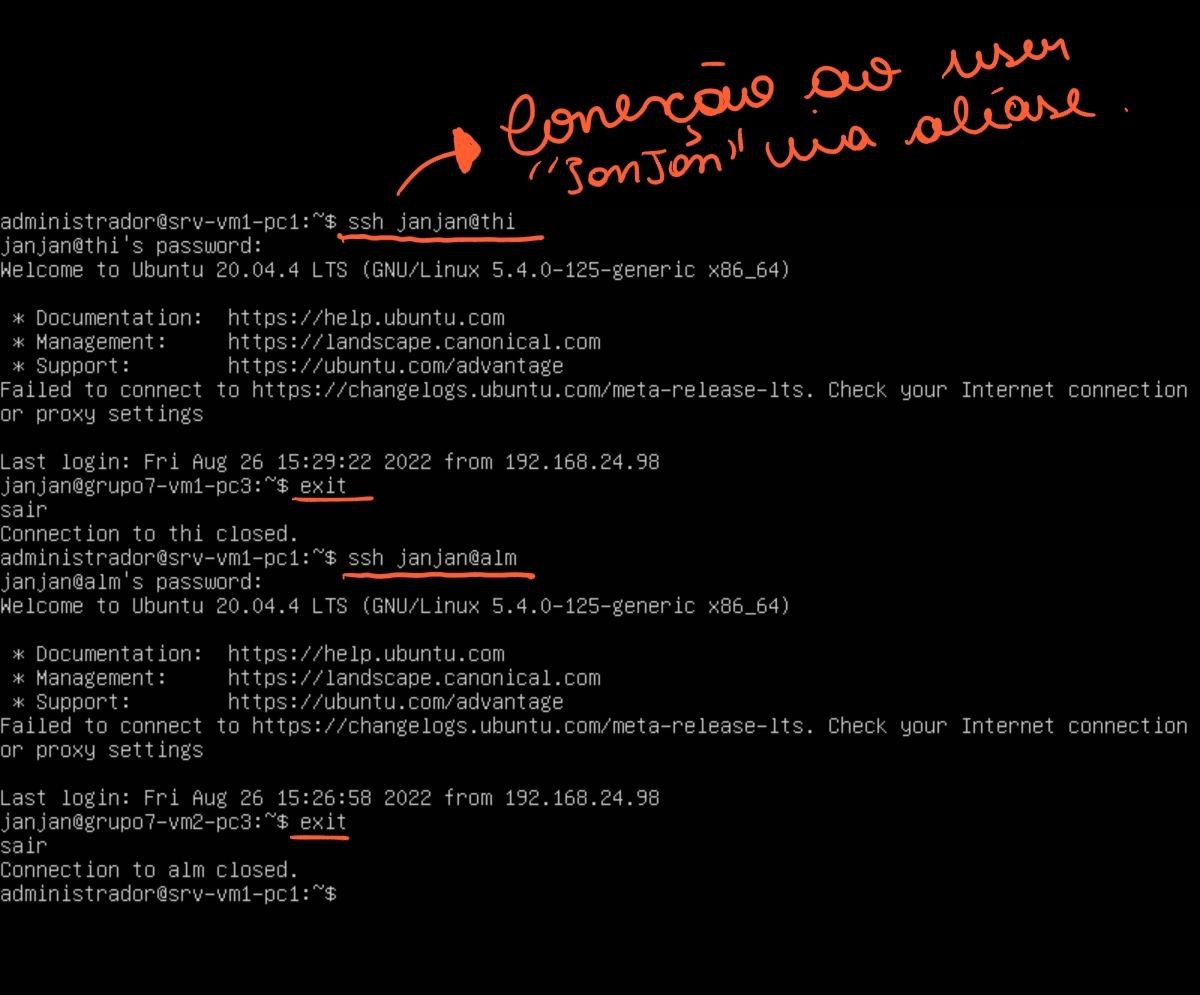 Conexão ao user
"JanJan" via aliase.
administrador@srv-vm1-pc1:~$ ssh janjan@thi
janjan@thi's password:
Welcome to Ubuntu 20.04.4 LTS (GNU/Linux 5.4.0-125-generic x86_64)
* Documentation: https://help.ubuntu.com
* Management: https://landscape.canonical.com
* Support: https://ubuntu.com/advantage
Failed to connect to https://changelogs.ubuntu.com/meta-release-lts. Check your Internet connection
or proxy settings
Last login: Fri Aug 26 15:29:22 2022 from 192.168.24.98
janjan@grupo7-vm1-pc3:~$ exit
sair
Connection to thi closed.
administrador@srv-vm1-pc1:~$ ssh janjan@alm
janjan@alm's password:
Welcome to Ubuntu 20.04.4 LTS (GNU/Linux 5.4.0-125-generic x86_64)
* Documentation: https://help.ubuntu.com
* Management: https://landscape.canonical.com
* Support: https://ubuntu.com/advantage
Failed to connect to https://changelogs.ubuntu.com/meta-release-lts. Check your Internet connection
or proxy settings
Last login: Fri Aug 26 15:26:58 2022 from 192.168.24.98
janjan@grupo7-vm2-pc3:~$ exit
sair
Connection to alm closed.
administrador@srv-vm1-pc1:~$